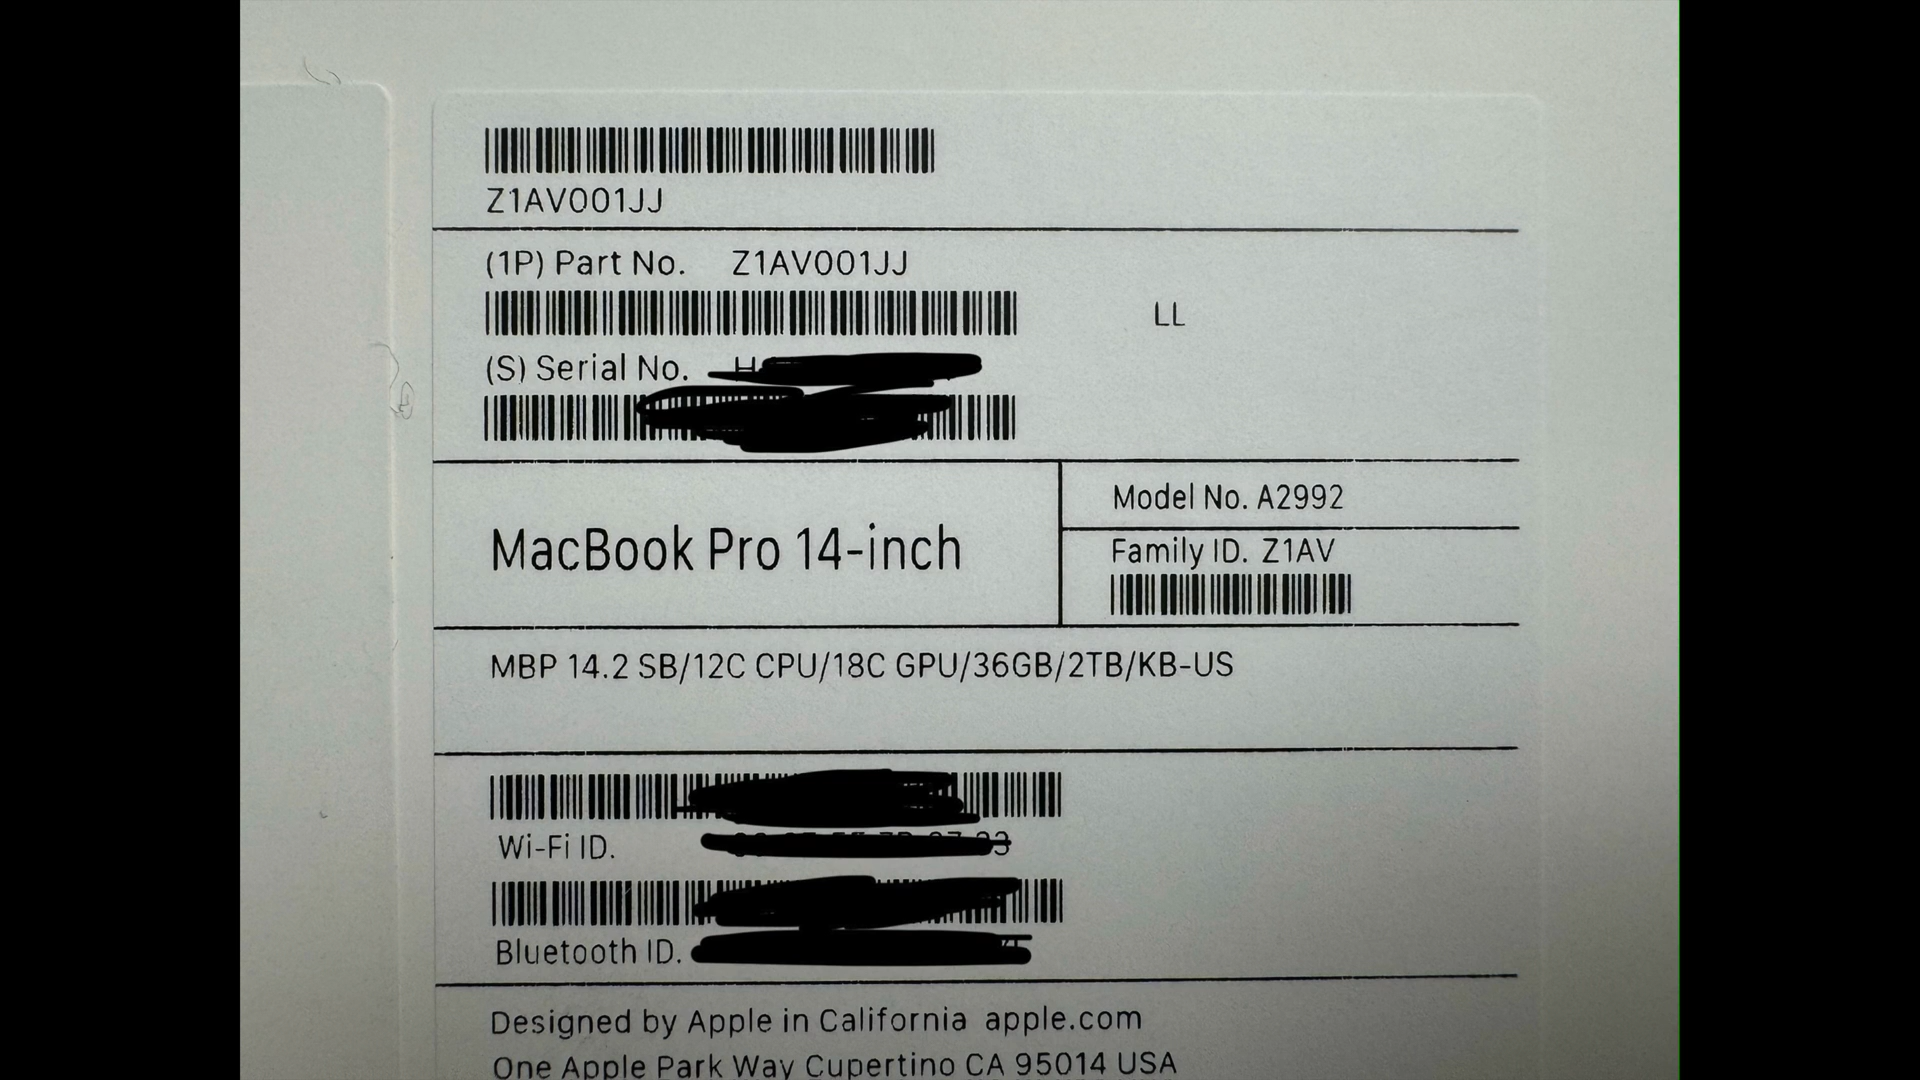 Z1AV001JJ
(1P) Part No. Z1AV001JJ
LL
(S) Serial No.
MacBook Pro 14-inch
Model No. A2992
Family ID. Z1AV
MBP 14.2 SB/12C CPU/18C GPU/36GB/2TB/KB-US
Wi-Fi ID.
Bluetooth ID.
Designed by Apple in California apple.com
One Apple Park Way Cupertino CA 95014 USA